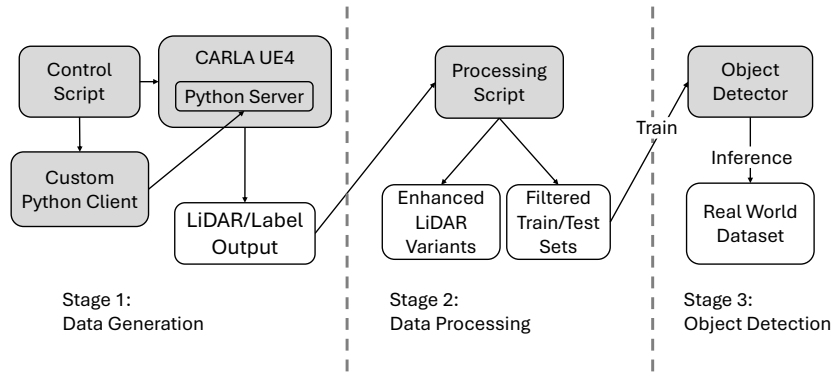 Control
Script
CARLA UE4
Python Server
Custom
Python Client
LiDAR/Label
Output
Stage 1:
Data Generation
Processing
Script
Enhanced
LiDAR
Variants
Filtered
Train/Test
Sets
Stage 2:
Data Processing
Train
Object
Detector
Inference
Real World
Dataset
Stage 3:
Object Detection